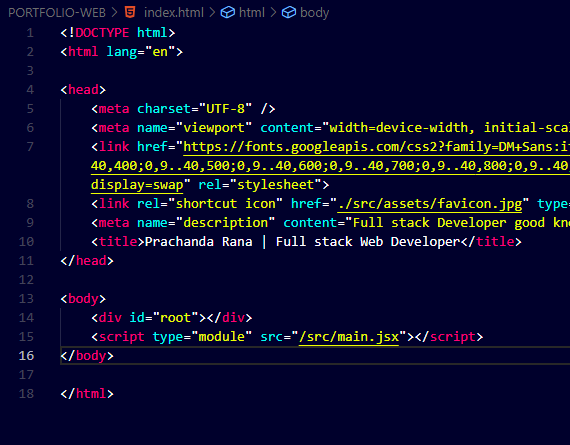 PORTFOLIO-WEB > index.html > html > body
1 <!DOCTYPE html>
2 <html lang="en">
3
4 <head>
5 <meta charset="UTF-8" />
6 <meta name="viewport" content="width=device-width, initial-scal
7 <link href="https://fonts.googleapis.com/css2?family=DM+Sans:it
40,400;0,9..40,500;0,9..40,600;0,9..40,700;0,9..40,800;0,9..40
display=swap" rel="stylesheet">
8 <link rel="shortcut icon" href="./src/assets/favicon.jpg" type=
9 <meta name="description" content="Full stack Developer good kno
10 <title>Prachanda Rana | Full stack Web Developer</title>
11 </head>
12
13 <body>
14 <div id="root"></div>
15 <script type="module" src="/src/main.jsx"></script>
16 </body>
17
18 </html>